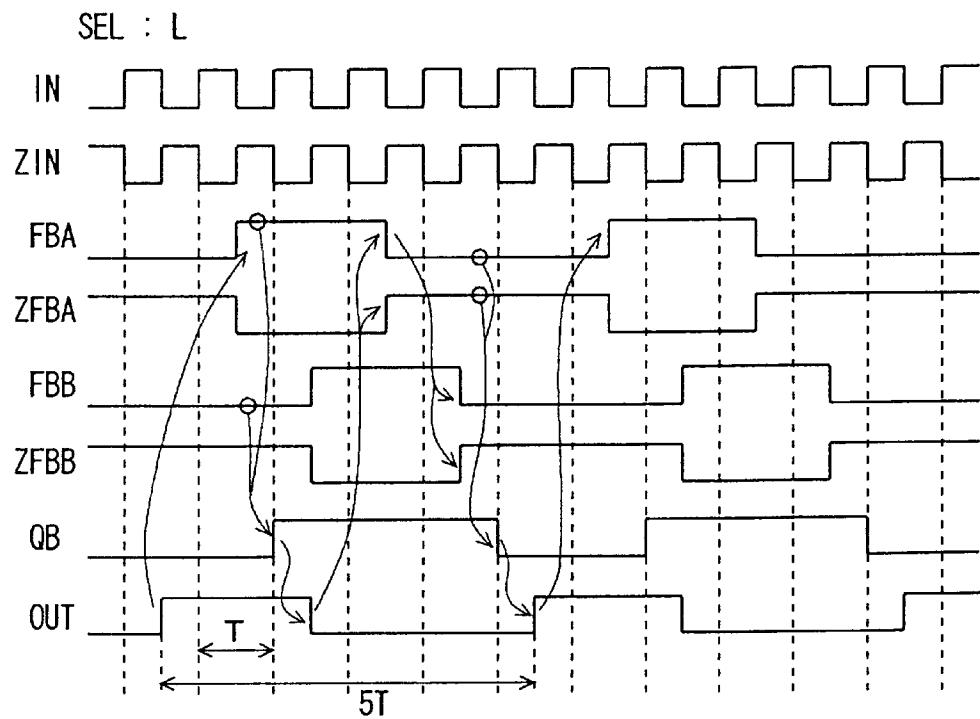 SEL : L
IN
ZIN
FBA
ZFBA
FBB
ZFBB
QB
OUT
T
5T